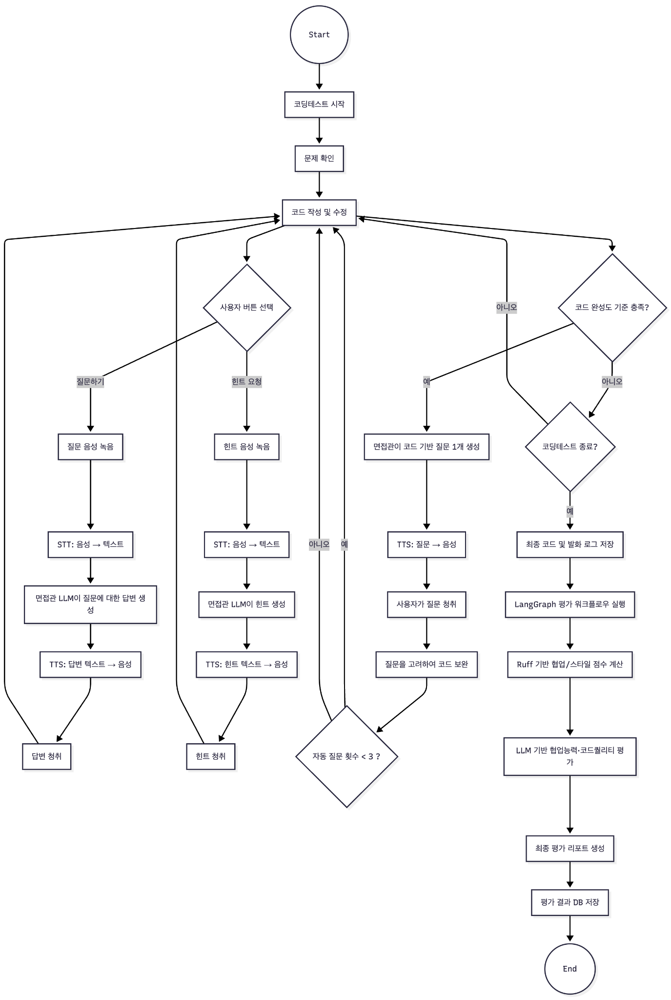 Start
코딩테스트 시작
문제 확인
코드 작성 및 수정
사용자 버튼 선택
아니오
코드 완성도 기준 충족?
질문하기
힌트 요청
예
아니오
질문 음성 녹음
힌트 음성 녹음
면접관이 코드 기반 질문 1개 생성
코딩테스트 종료?
예
STT: 음성 → 텍스트
STT: 음성 → 텍스트
아니오
예
TTS: 질문 → 음성
최종 코드 및 발화 로그 저장
면접관 LLM이 질문에 대한 답변 생
성
면접관 LLM이 힌트 생성
사용자가 질문 청취
LangGraph 평가 워크플로우 실행
TTS: 답변 텍스트 → 음성
TTS: 힌트 텍스트 → 음성
질문을 고려하여 코드 보완
Ruff 기반 협업/스타일 점수 계산
답변 청취
힌트 청취
자동 질문 횟수 < 3 ?
LLM 기반 협업능력·코드퀄리티 평
가
최종 평가 리포트 생성
평가 결과 DB 저장
End